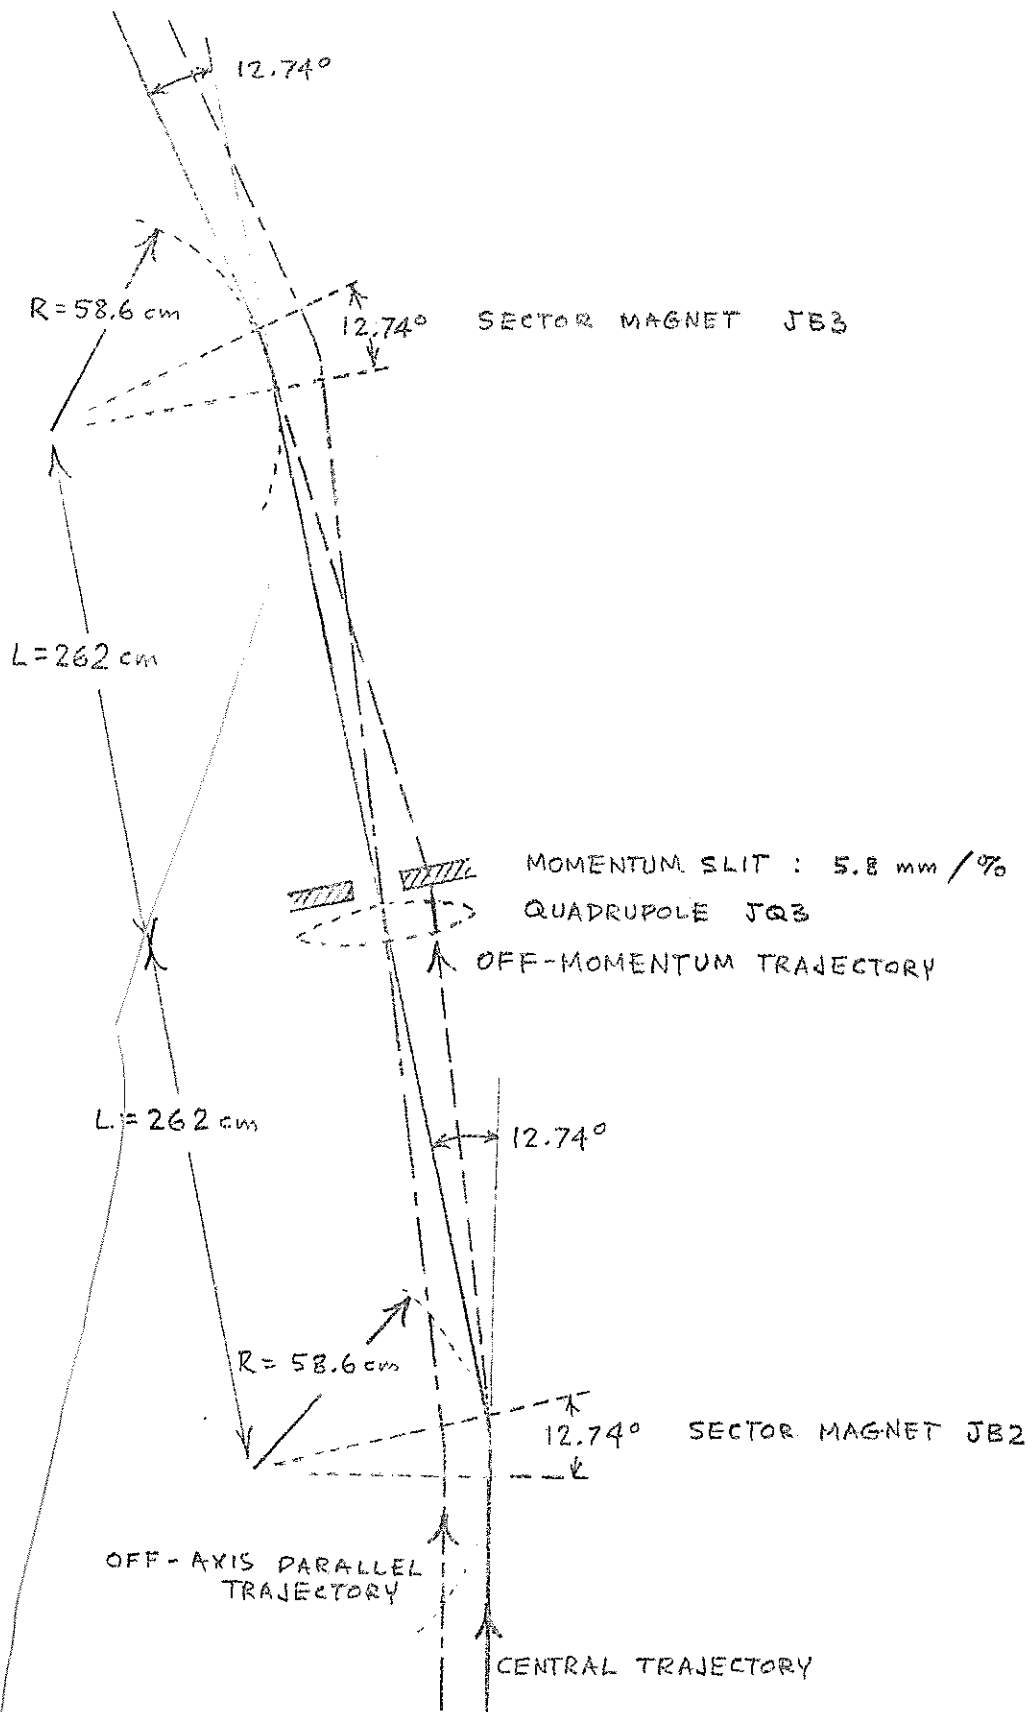 12.74°
R=58.6 cm
12.74° SECTOR MAGNET JB3
L=262 cm
MOMENTUM SLIT : 5.8 mm/%
QUADRUPOLE JQ3
OFF-MOMENTUM TRAJECTORY
L=262 cm
12.74°
R=58.6 cm
12.74° SECTOR MAGNET JB2
OFF-AXIS PARALLEL
TRAJECTORY
CENTRAL TRAJECTORY